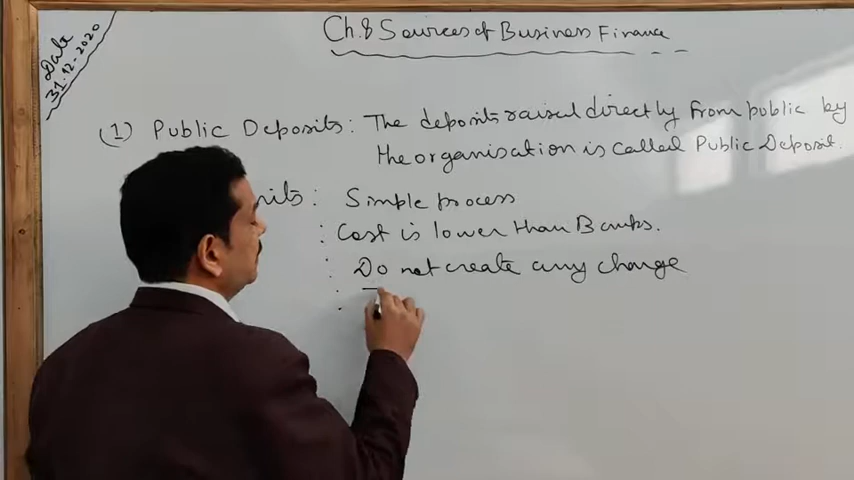 Date
31.12.2020
Ch.8 Sources of Business Finance
(1) Public Deposits: The deposits raised directly from public by
the organisation is called Public Deposit.
: Simple process
: Cost is lower than Banks.
: Do not create any charge
: